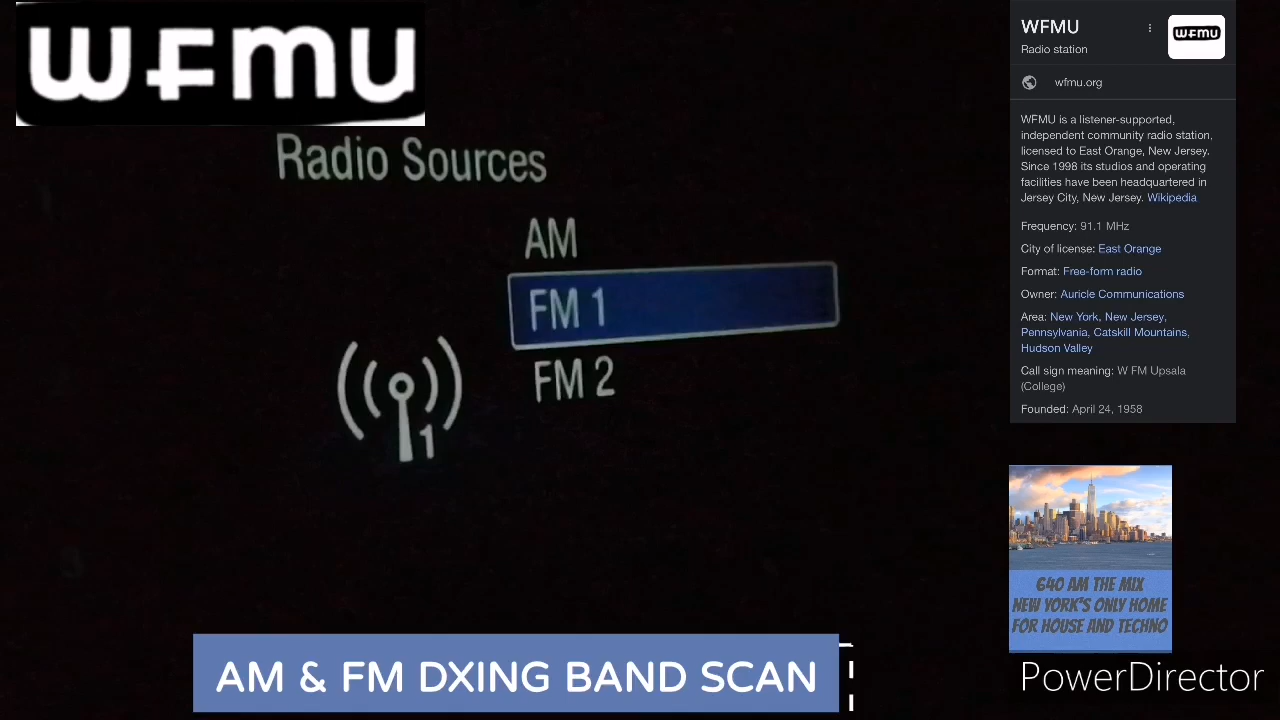 WFMU
Radio Sources
AM
FM 1
FM 2
1
AM & FM DXING BAND SCAN
WFMU
Radio station
WFMU
wfmu.org
WFMU is a listener-supported,
independent community radio station,
licensed to East Orange, New Jersey.
Since 1998 its studios and operating
facilities have been headquartered in
Jersey City, New Jersey. Wikipedia
Frequency: 91.1 MHz
City of license: East Orange
Format: Free-form radio
Owner: Auricle Communications
Area: New York, New Jersey,
Pennsylvania, Catskill Mountains,
Hudson Valley
Call sign meaning: W FM Upsala
(College)
Founded: April 24, 1958
640 AM THE MIX
NEW YORK'S ONLY HOME
FOR HOUSE AND TECHNO
PowerDirector